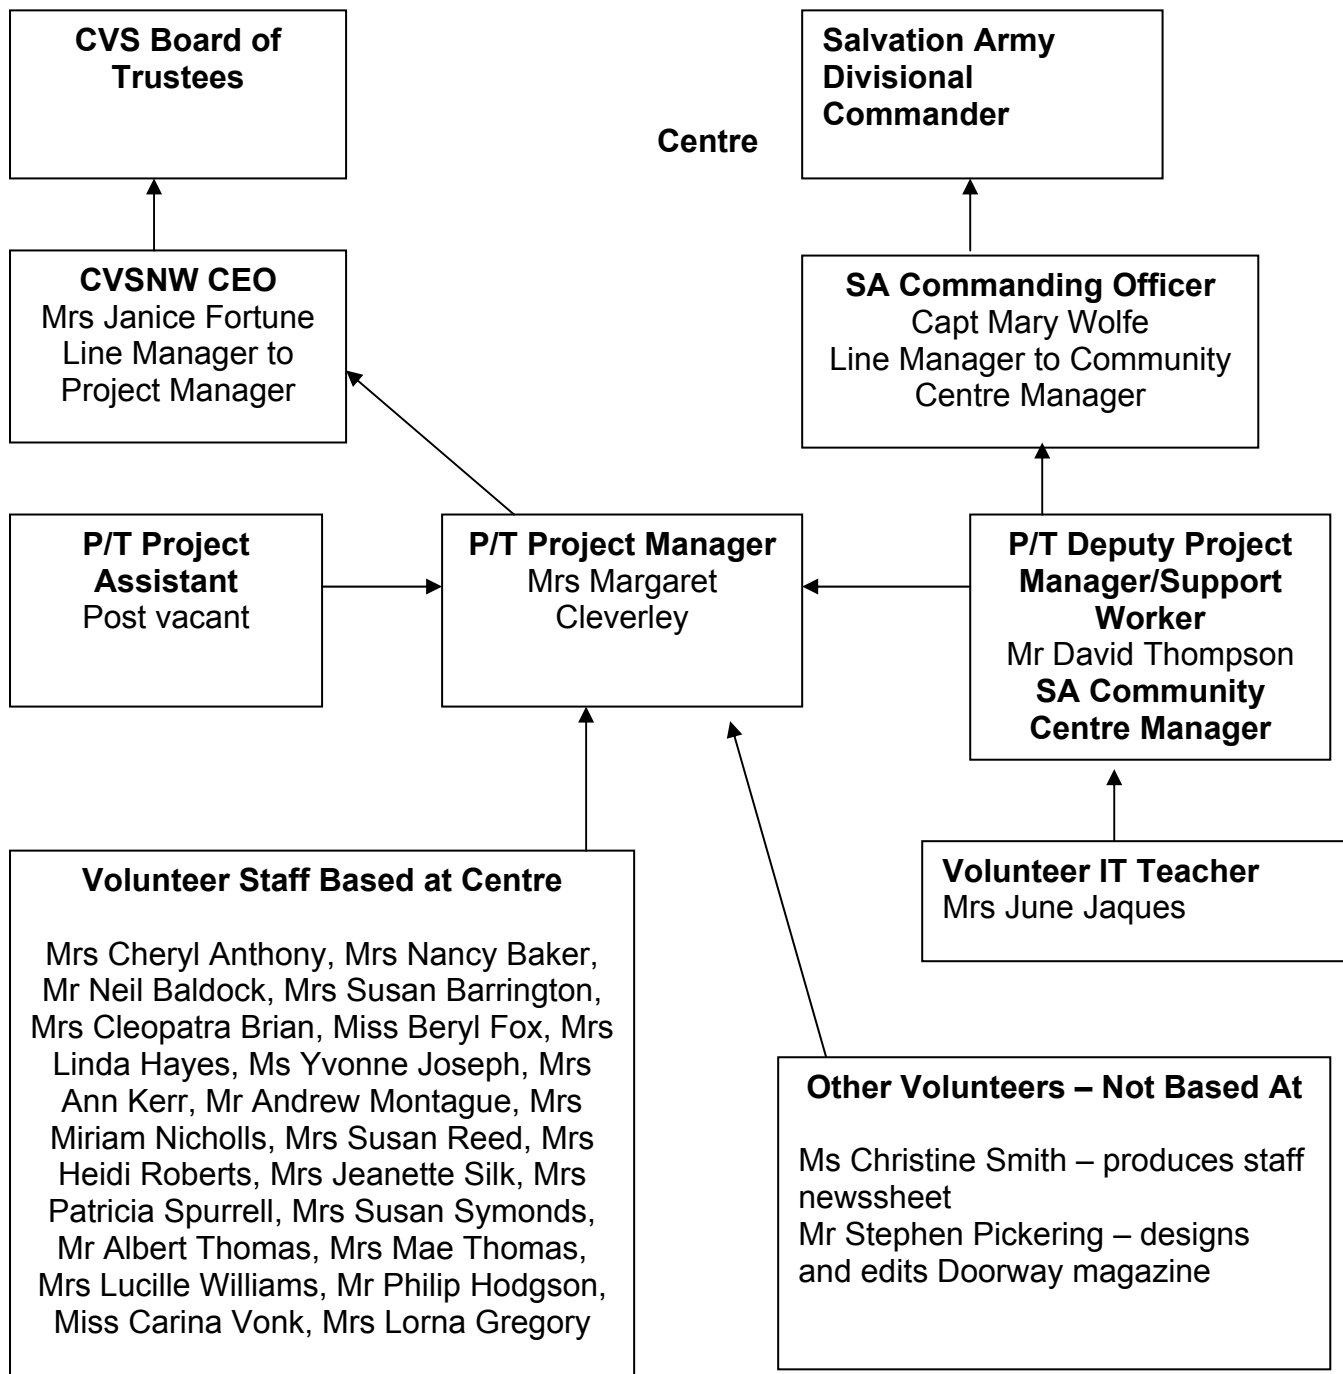 CVS Board of
Trustees
Salvation Army
Divisional
Commander
Centre
CVSNW CEO
Mrs Janice Fortune
Line Manager to
Project Manager
SA Commanding Officer
Capt Mary Wolfe
Line Manager to Community
Centre Manager
P/T Project
Assistant
Post vacant
P/T Project Manager
Mrs Margaret
Cleverley
P/T Deputy Project
Manager/Support
Worker
Mr David Thompson
SA Community
Centre Manager
Volunteer Staff Based at Centre
Mrs Cheryl Anthony, Mrs Nancy Baker,
Mr Neil Baldock, Mrs Susan Barrington,
Mrs Cleopatra Brian, Miss Beryl Fox, Mrs
Linda Hayes, Ms Yvonne Joseph, Mrs
Ann Kerr, Mr Andrew Montague, Mrs
Miriam Nicholls, Mrs Susan Reed, Mrs
Heidi Roberts, Mrs Jeanette Silk, Mrs
Patricia Spurrell, Mrs Susan Symonds,
Mr Albert Thomas, Mrs Mae Thomas,
Mrs Lucille Williams, Mr Philip Hodgson,
Miss Carina Vonk, Mrs Lorna Gregory
Volunteer IT Teacher
Mrs June Jaques
Other Volunteers – Not Based At
Ms Christine Smith – produces staff
newssheet
Mr Stephen Pickering – designs
and edits Doorway magazine